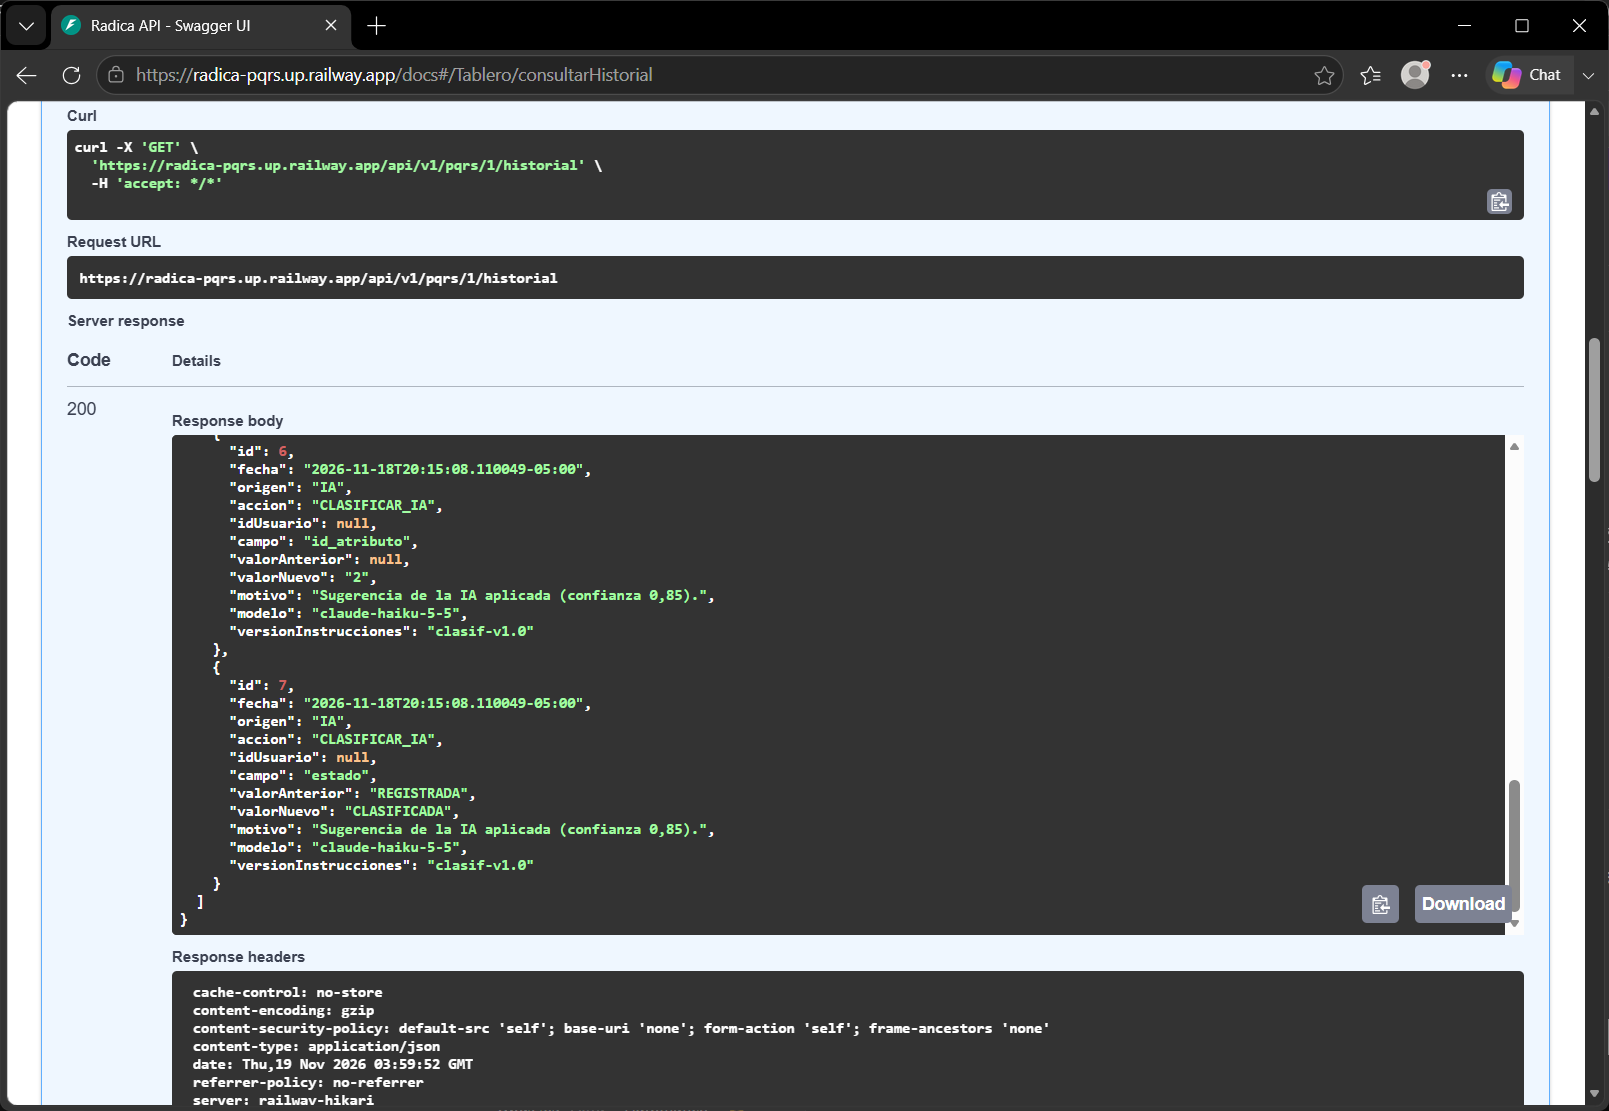 Radica API - Swagger UI
https://radica-pqrs.up.railway.app/docs#/Tablero/consultarHistorial
Chat
Curl
curl -X 'GET' \
'https://radica-pqrs.up.railway.app/api/v1/pqrs/1/historial' \
-H 'accept: */*'
Request URL
https://radica-pqrs.up.railway.app/api/v1/pqrs/1/historial
Server response
Code Details
200
Response body
{
"id": 6,
"fecha": "2026-11-18T20:15:08.110049-05:00",
"origen": "IA",
"accion": "CLASIFICAR_IA",
"idUsuario": null,
"campo": "id_atributo",
"valorAnterior": null,
"valorNuevo": "2",
"motivo": "Sugerencia de la IA aplicada (confianza 0,85).",
"modelo": "claude-haiku-5-5",
"versionInstrucciones": "clasif-v1.0"
},
{
"id": 7,
"fecha": "2026-11-18T20:15:08.110049-05:00",
"origen": "IA",
"accion": "CLASIFICAR_IA",
"idUsuario": null,
"campo": "estado",
"valorAnterior": "REGISTRADA",
"valorNuevo": "CLASIFICADA",
"motivo": "Sugerencia de la IA aplicada (confianza 0,85).",
"modelo": "claude-haiku-5-5",
"versionInstrucciones": "clasif-v1.0"
}
]
}
Download
Response headers
cache-control: no-store
content-encoding: gzip
content-security-policy: default-src 'self'; base-uri 'none'; form-action 'self'; frame-ancestors 'none'
content-type: application/json
date: Thu,19 Nov 2026 03:59:52 GMT
referrer-policy: no-referrer
server: railway-hikari